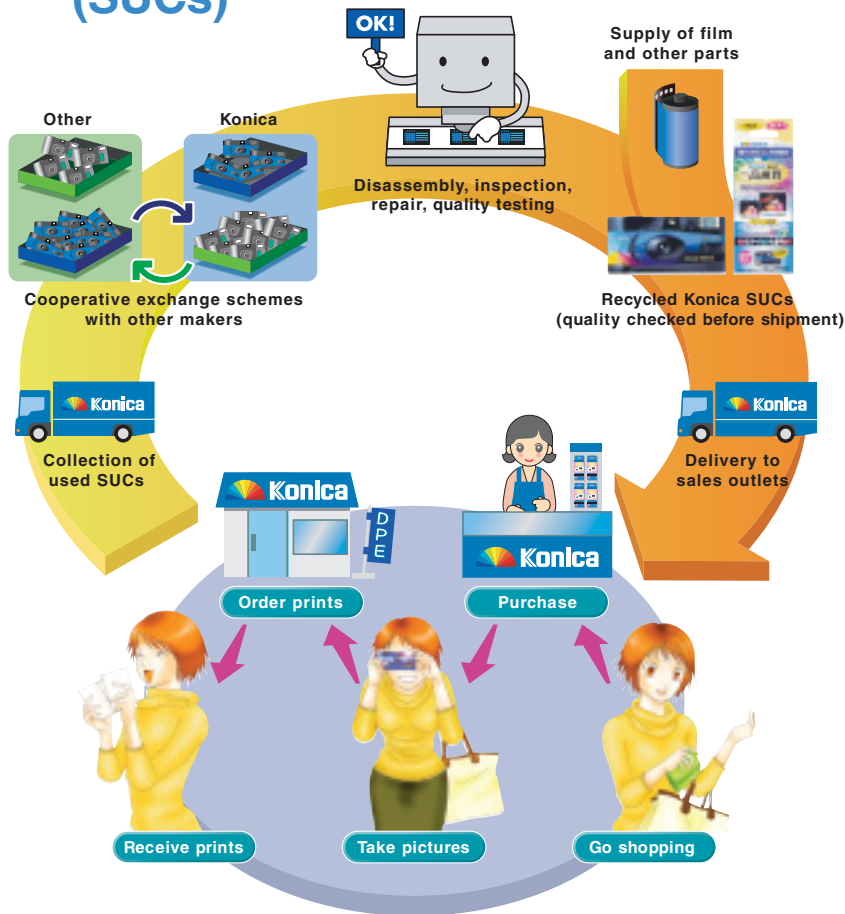 (SUCs)
OK!
Supply of film
and other parts
Other
Konica
Disassembly, inspection,
repair, quality testing
Cooperative exchange schemes
with other makers
Recycled Konica SUCs
(quality checked before shipment)
Konica
Collection of
used SUCs
Konica
Delivery to
sales outlets
Konica
DPE
Konica
Order prints
Purchase
Receive prints
Take pictures
Go shopping